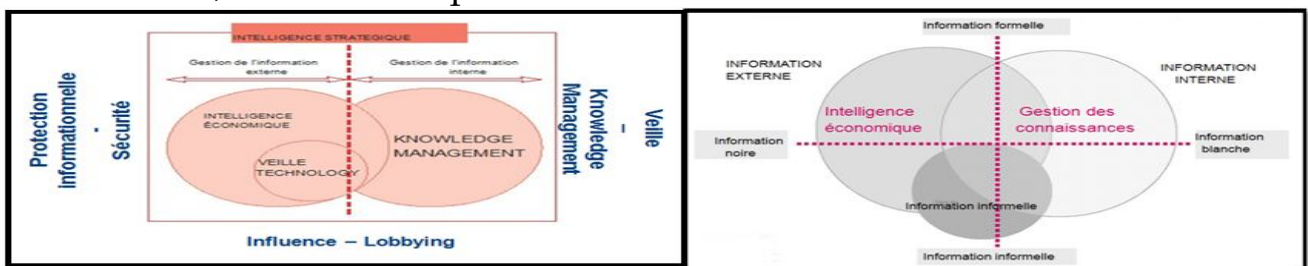 INTELLIGENCE STRATEGIQUE
Gestion de l'information
externe
Gestion de l'information
interne
INTELLIGENCE
ÉCONOMIQUE
VEILLE
TECHNOLOGY
KNOWLEDGE
MANAGEMENT
Protection
informationnelle
-
Sécurité
Veille
–
Knowledge
Management
Influence – Lobbying
Information formelle
INFORMATION
EXTERNE
INFORMATION
INTERNE
Intelligence
économique
Gestion des
connaissances
Information
noire
Information
blanche
Information informelle
Information informelle